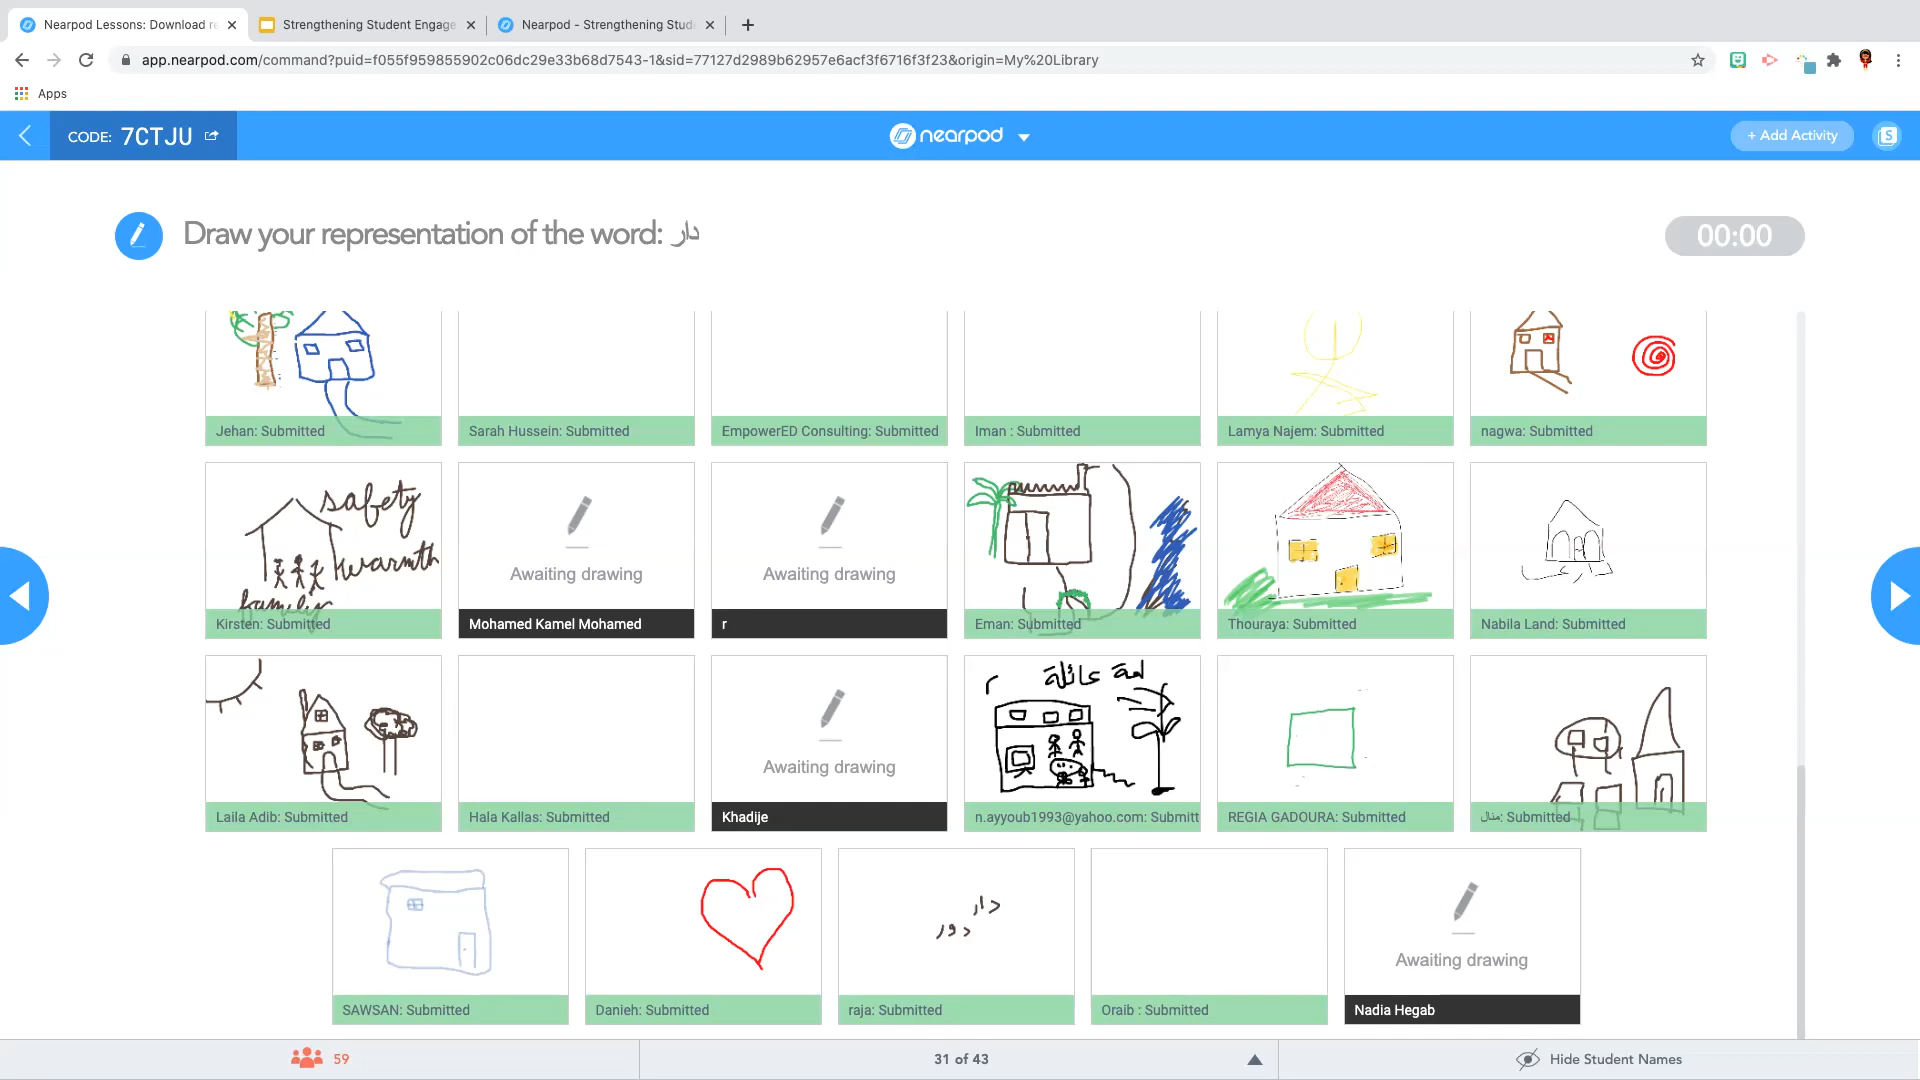 Nearpod Lessons: Download re
Strengthening Student Engage
Nearpod - Strengthening Stude
app.nearpod.com/command?puid=f055f959855902c06dc29e33b68d7543-1&sid=77127d2989b62957e6acf3f6716f3f23&origin=My%20Library
Apps
CODE: 7CTJU
nearpod
+ Add Activity
S
Draw your representation of the word: دار
00:00
Jehan: Submitted
Sarah Hussein: Submitted
EmpowerED Consulting: Submitted
Iman : Submitted
Lamya Najem: Submitted
nagwa: Submitted
safety
warmth
family
Kirsten: Submitted
Awaiting drawing
Mohamed Kamel Mohamed
Awaiting drawing
r
Eman: Submitted
Thouraya: Submitted
Nabila Land: Submitted
Laila Adib: Submitted
Hala Kallas: Submitted
Awaiting drawing
Khadije
لمة عائلة
n.ayyoub1993@yahoo.com: Submitt
REGIA GADOURA: Submitted
منال: Submitted
SAWSAN: Submitted
Danieh: Submitted
دار
دور
raja: Submitted
Oraib : Submitted
Awaiting drawing
Nadia Hegab
59
31 of 43
Hide Student Names